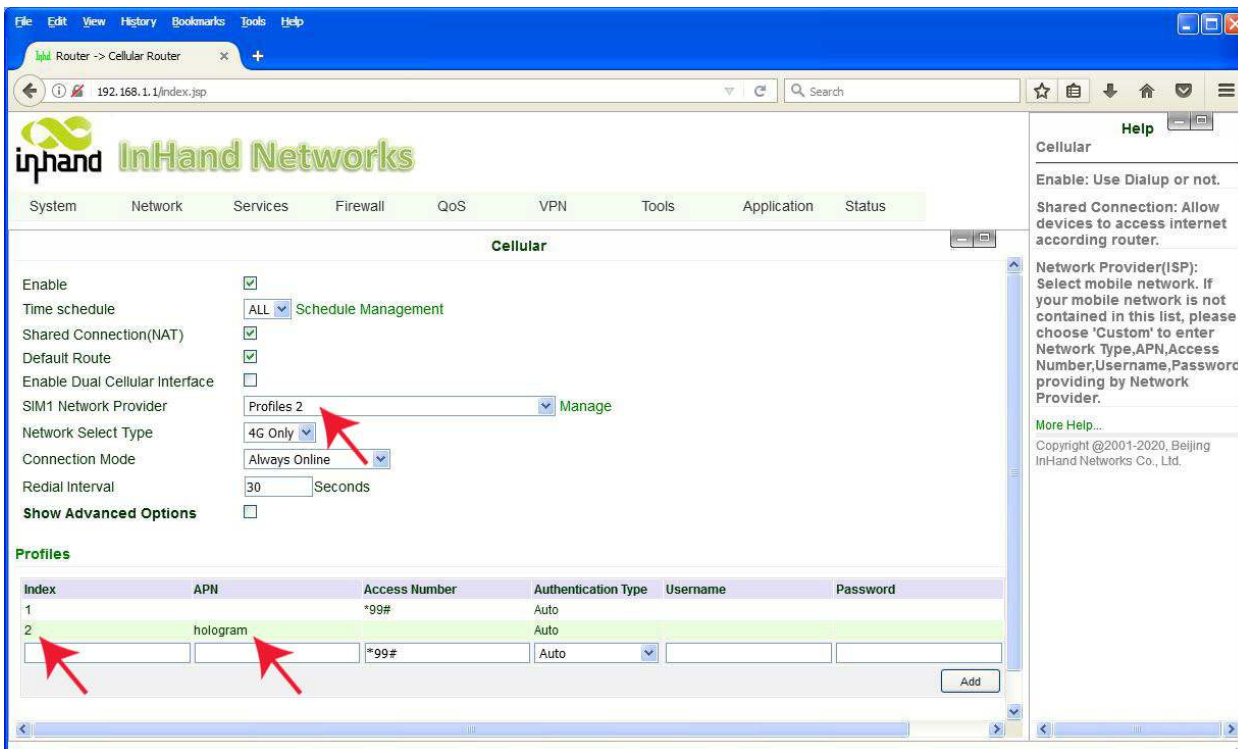 File Edit View History Bookmarks Tools Help
Router -> Cellular Router × +
192.168.1.1/index.jsp Search
inhand InHand Networks
System Network Services Firewall QoS VPN Tools Application Status
Cellular
Enable
Time schedule ALL Schedule Management
Shared Connection(NAT)
Default Route
Enable Dual Cellular Interface
SIM1 Network Provider Profiles 2 Manage
Network Select Type 4G Only
Connection Mode Always Online
Redial Interval 30 Seconds
Show Advanced Options
Profiles
Index APN Access Number Authentication Type Username Password
1 *99# Auto
2 hologram Auto
*99# Auto
Add
Help
Cellular
Enable: Use Dialup or not.
Shared Connection: Allow
devices to access internet
according router.
Network Provider(ISP):
Select mobile network. If
your mobile network is not
contained in this list, please
choose 'Custom' to enter
Network Type,APN,Access
Number,Username,Password
providing by Network
Provider.
More Help...
Copyright @2001-2020, Beijing
InHand Networks Co., Ltd.